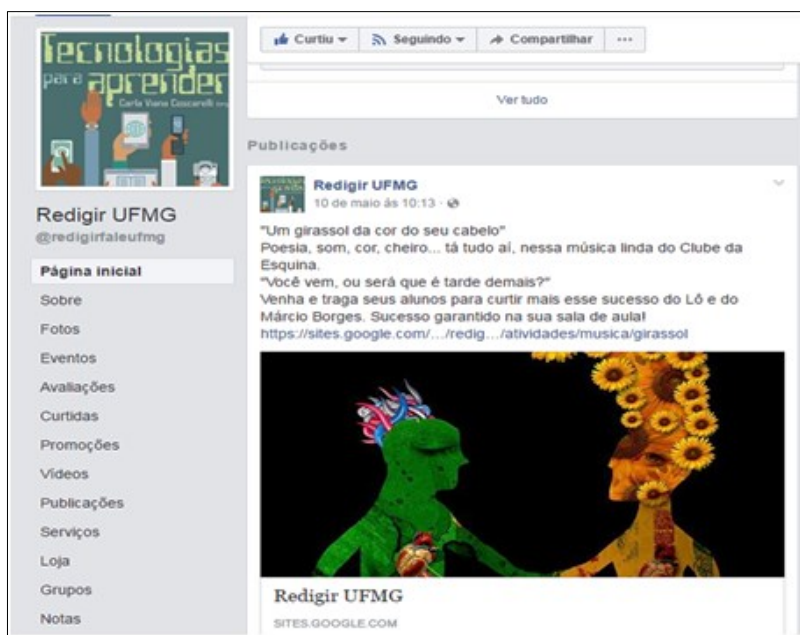 Tecnologias
para aprender
Carla Viana Coscarelli
Redigir UFMG
@redigirfaleufmg
Página inicial
Sobre
Fotos
Eventos
Avaliações
Curtidas
Promoções
Vídeos
Publicações
Serviços
Loja
Grupos
Notas
Curtiu
Seguindo
Compartilhar
Ver tudo
Publicações
Redigir UFMG
10 de maio às 10:13 ·
"Um girassol da cor do seu cabelo"
Poesia, som, cor, cheiro... tá tudo aí, nessa música linda do Clube da
Esquina.
"Você vem, ou será que é tarde demais?"
Venha e traga seus alunos para curtir mais esse sucesso do Lô e do
Márcio Borges. Sucesso garantido na sua sala de aula!
https://sites.google.com/.../redig.../atividades/musica/girassol
Redigir UFMG
SITES.GOOGLE.COM